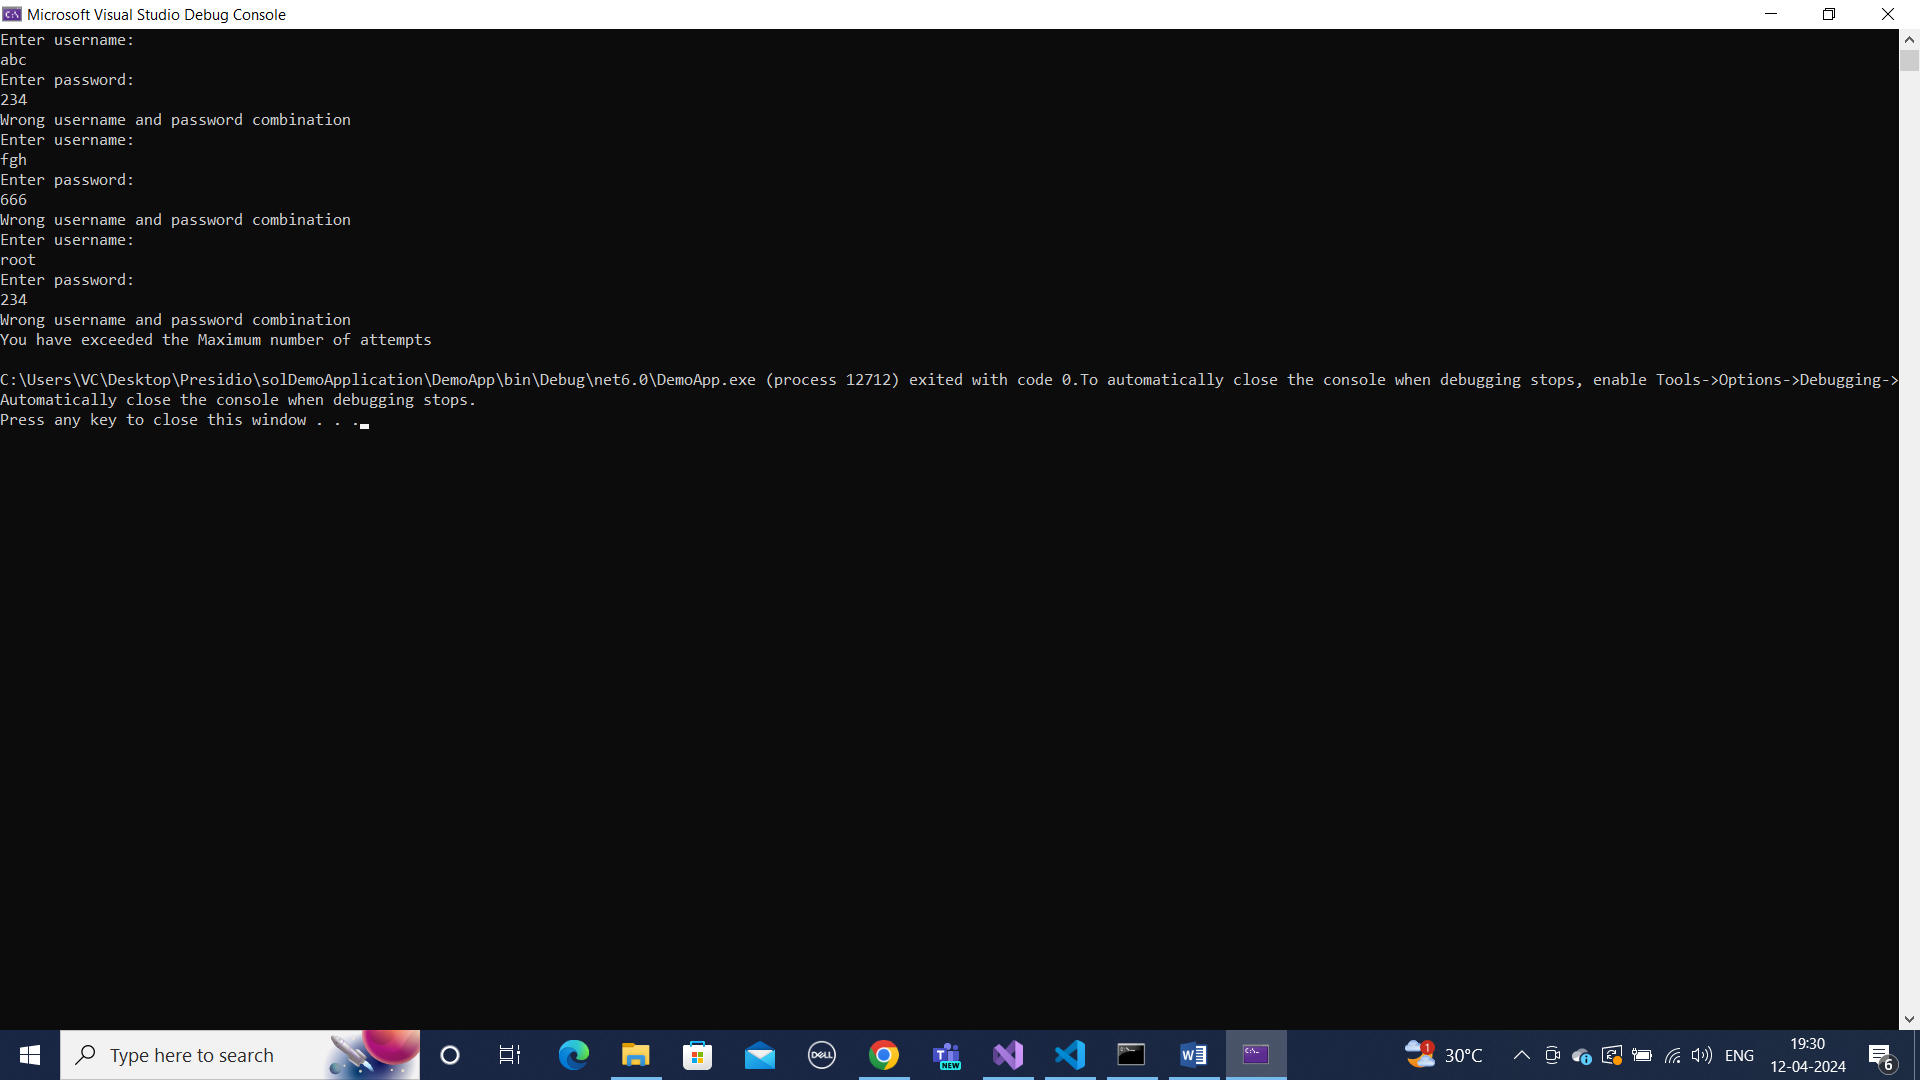 Microsoft Visual Studio Debug Console
Enter username:
abc
Enter password:
234
Wrong username and password combination
Enter username:
fgh
Enter password:
666
Wrong username and password combination
Enter username:
root
Enter password:
234
Wrong username and password combination
You have exceeded the Maximum number of attempts
C:\Users\VC\Desktop\Presidio\solDemoApplication\DemoApp\bin\Debug\net6.0\DemoApp.exe (process 12712) exited with code 0.To automatically close the console when debugging stops, enable Tools->Options->Debugging->
Automatically close the console when debugging stops.
Press any key to close this window . . .
Type here to search
DELL
NEW
1
30°C
ENG
19:30
12-04-2024
6